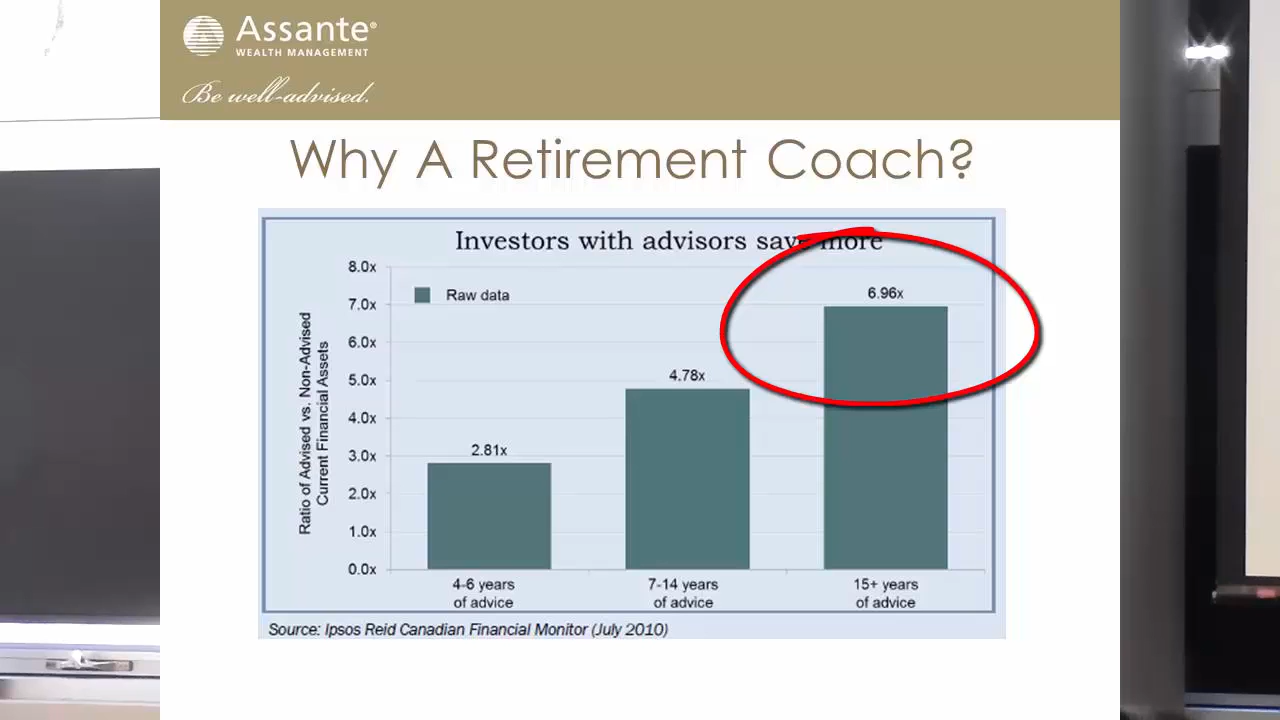 Assante®
WEALTH MANAGEMENT
Be well-advised.
Why A Retirement Coach?
Investors with advisors save more
8.0x
Raw data
7.0x
6.0x
5.0x
4.0x
3.0x
2.0x
1.0x
0.0x
Ratio of Advised vs. Non-Advised
Current Financial Assets
2.81x
4.78x
6.96x
4-6 years
of advice
7-14 years
of advice
15+ years
of advice
Source: Ipsos Reid Canadian Financial Monitor (July 2010)